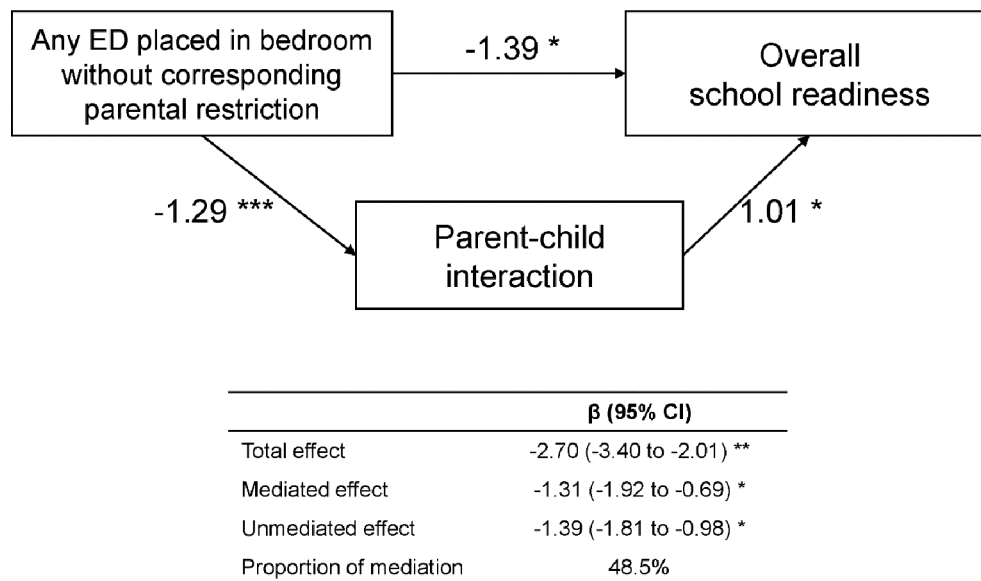 Any ED placed in bedroom
without corresponding
parental restriction
-1.39 *
Overall
school readiness
-1.29 ***
1.01 *
Parent-child
interaction
β (95% CI)
Total effect -2.70 (-3.40 to -2.01) **
Mediated effect -1.31 (-1.92 to -0.69) *
Unmediated effect -1.39 (-1.81 to -0.98) *
Proportion of mediation 48.5%